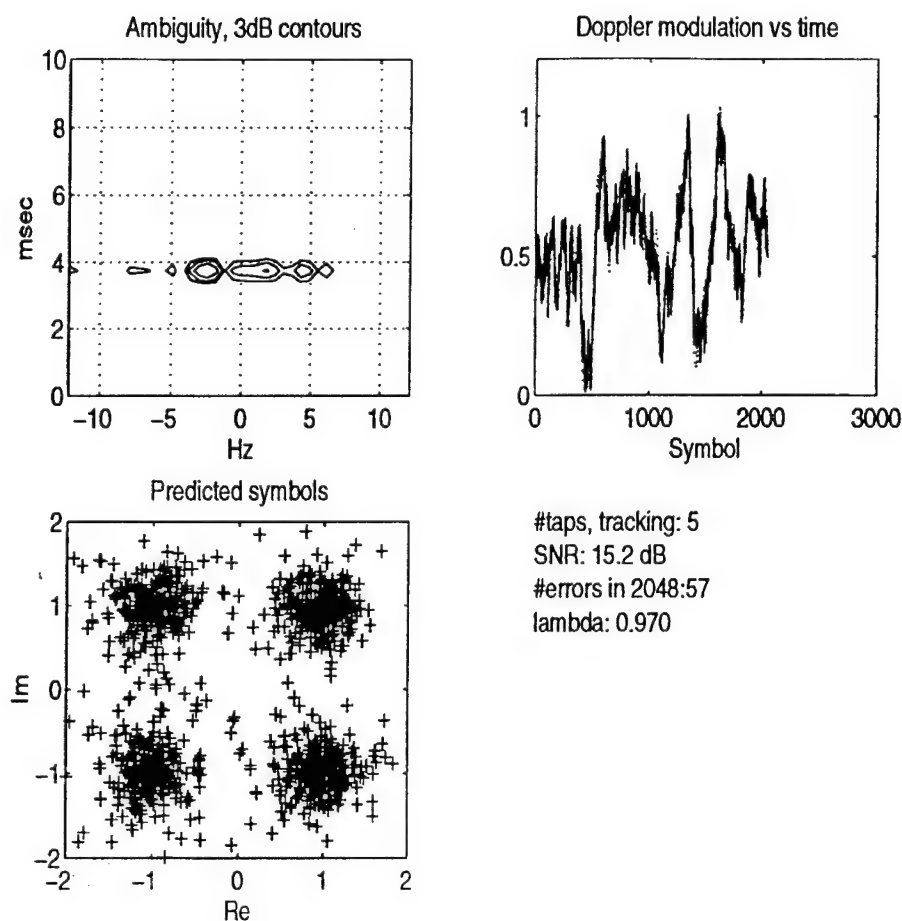 Ambiguity, 3dB contours
10
8
6
4
2
0
msec
−10 −5 0 5 10
Hz
Doppler modulation vs time
1
0.5
0
0 1000 2000 3000
Symbol
Predicted symbols
2
1
0
−1
−2
Im
−2 −1 0 1 2
Re
#taps, tracking: 5
SNR: 15.2 dB
#errors in 2048:57
lambda: 0.970